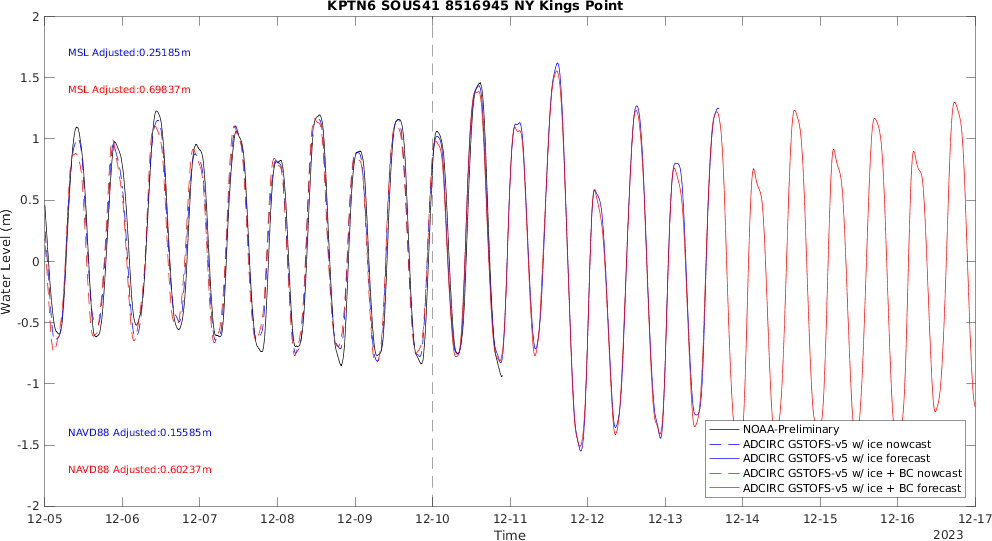 KPTN6 SOUS41 8516945 NY Kings Point
2
1.5
1
0.5
0
-0.5
-1
-1.5
-2
Water Level (m)
MSL Adjusted:0.25185m
MSL Adjusted:0.69837m
NAVD88 Adjusted:0.15585m
NAVD88 Adjusted:0.60237m
NOAA-Preliminary
ADCIRC GSTOFS-v5 w/ ice nowcast
ADCIRC GSTOFS-v5 w/ ice forecast
ADCIRC GSTOFS-v5 w/ ice + BC nowcast
ADCIRC GSTOFS-v5 w/ ice + BC forecast
12-05 12-06 12-07 12-08 12-09 12-10 12-11 12-12 12-13 12-14 12-15 12-16 12-17
Time
2023